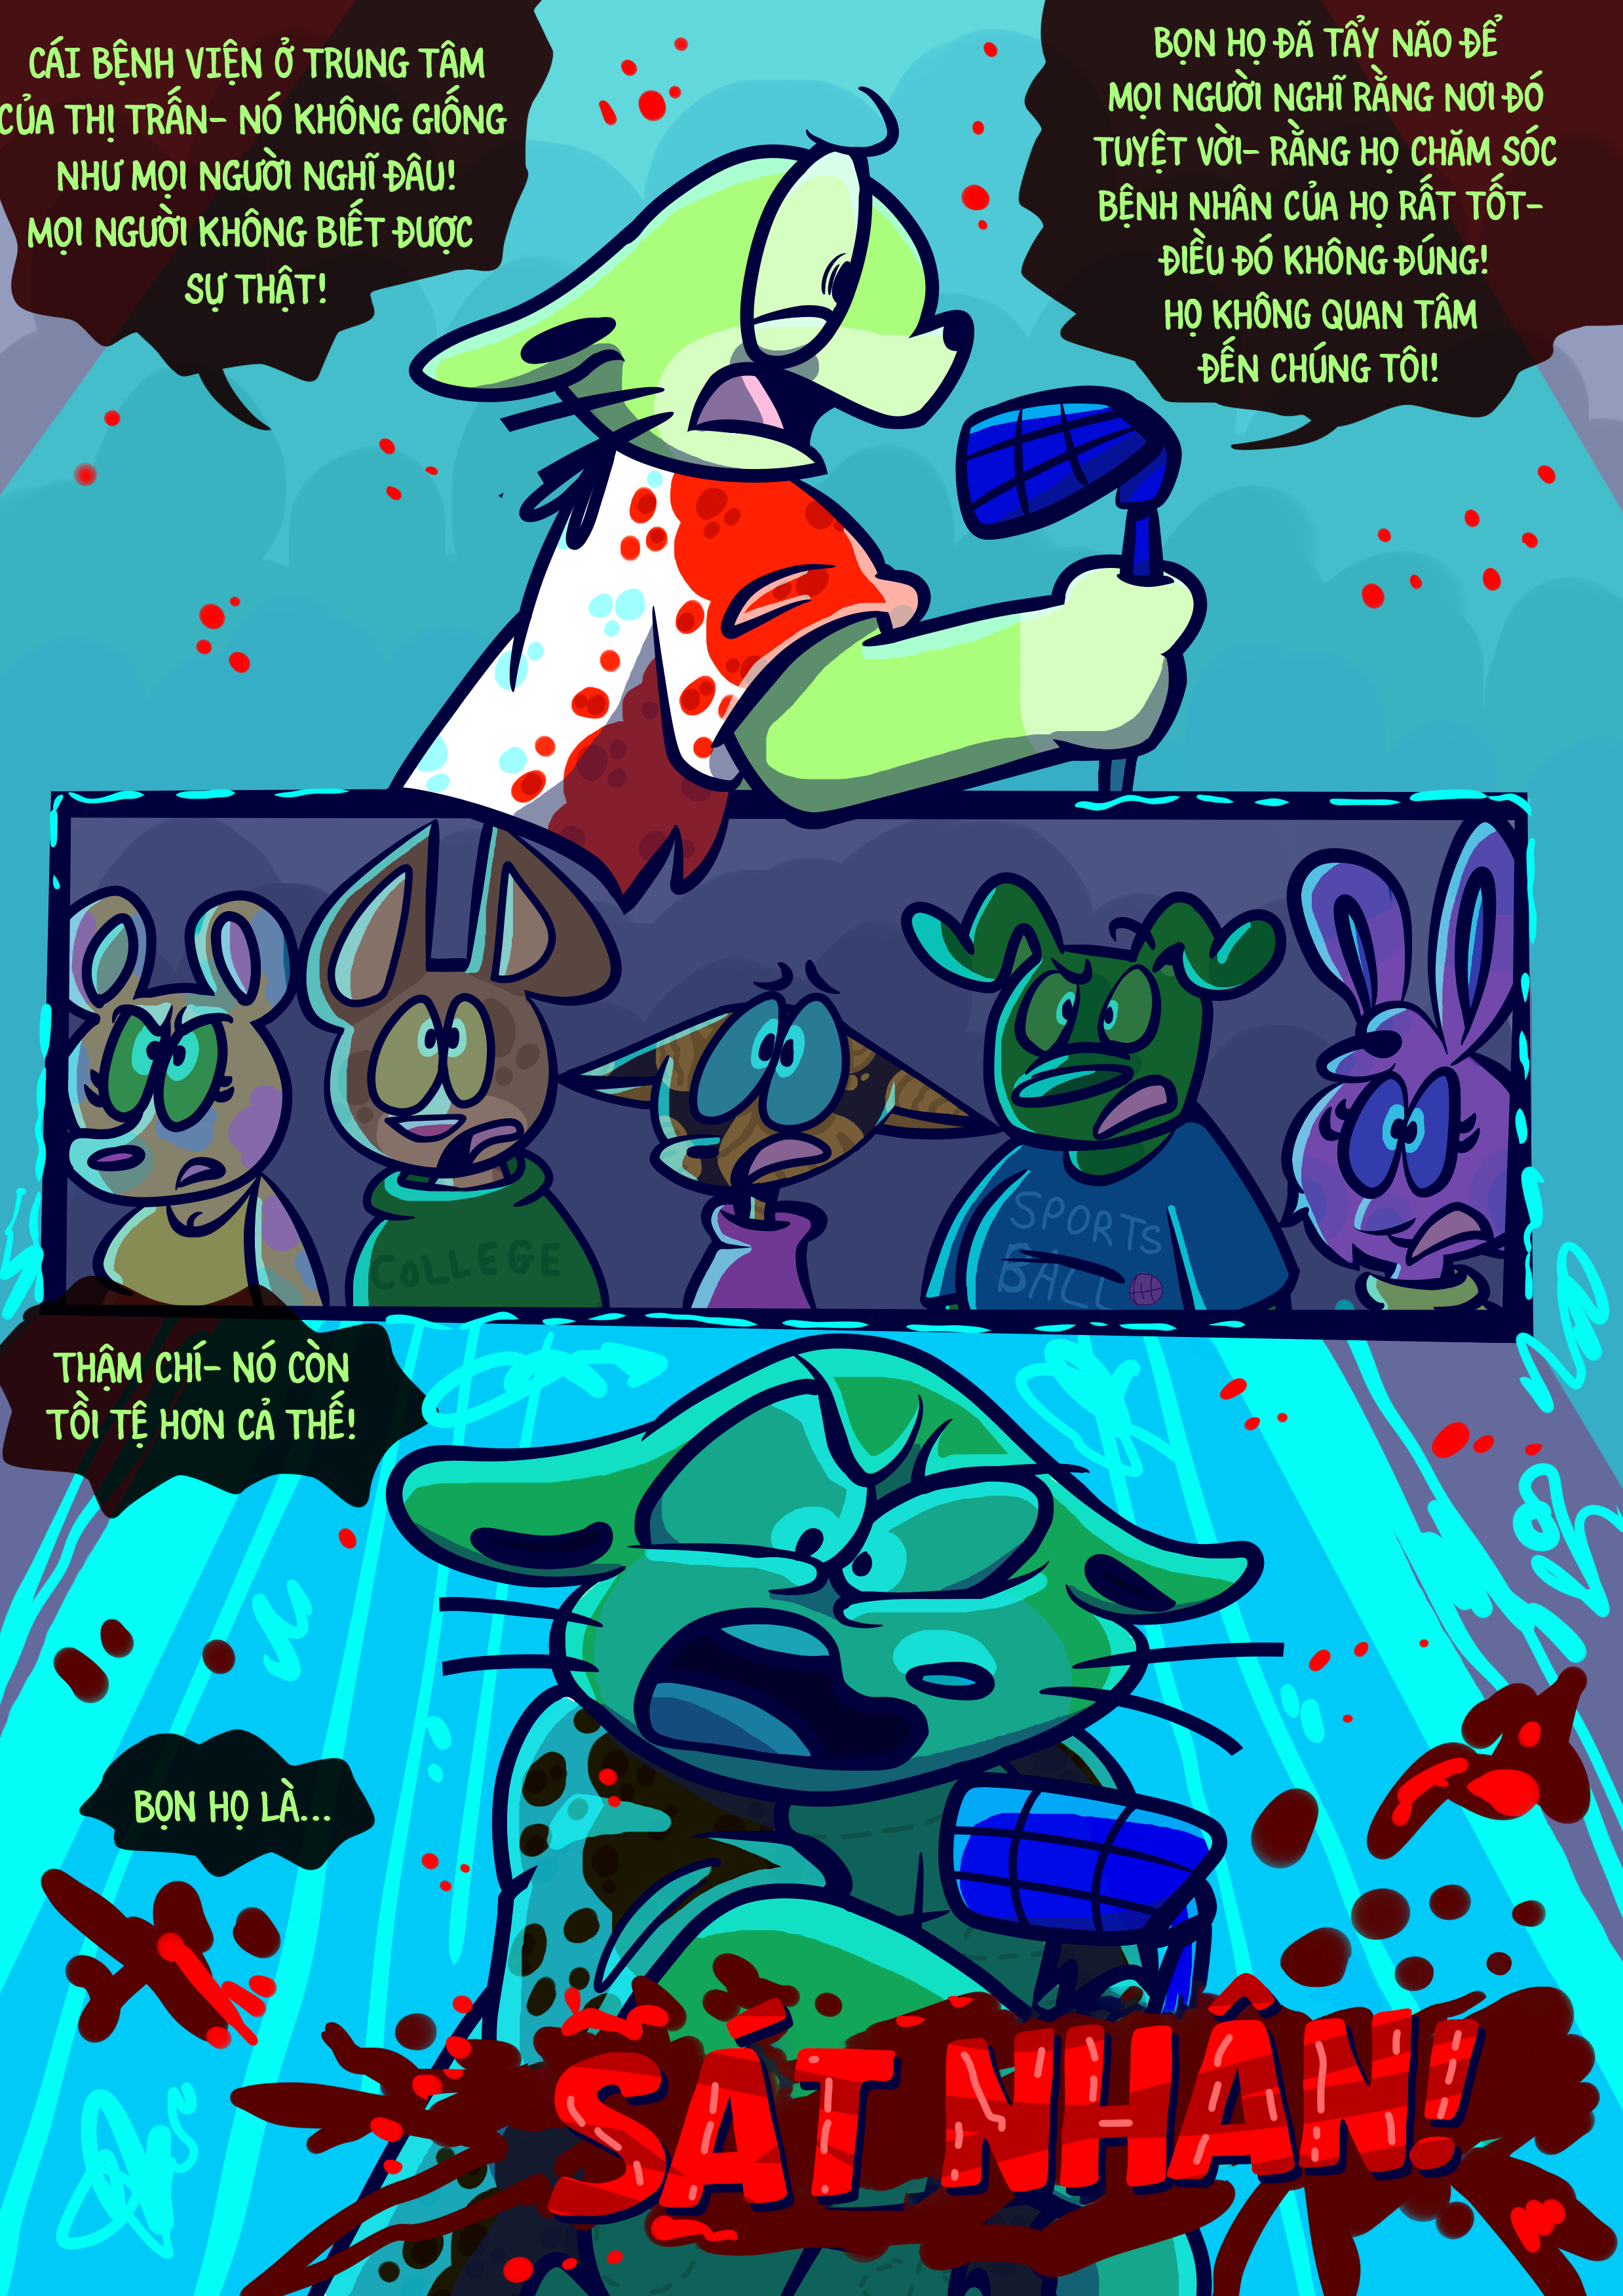 CÁI BỆNH VIỆN Ở TRUNG TÂM
CỦA THỊ TRẤN- NÓ KHÔNG GIỐNG
NHƯ MỌI NGƯỜI NGHĨ ĐÂU!
MỌI NGƯỜI KHÔNG BIẾT ĐƯỢC
SỰ THẬT!
BỌN HỌ ĐÃ TẨY NÃO ĐỂ
MỌI NGƯỜI NGHĨ RẰNG NƠI ĐÓ
TUYỆT VỜI- RẰNG HỌ CHĂM SÓC
BỆNH NHÂN CỦA HỌ RẤT TỐT-
ĐIỀU ĐÓ KHÔNG ĐÚNG!
HỌ KHÔNG QUAN TÂM
ĐẾN CHÚNG TÔI!
COLLEGE
SPORTS
BALL
THẬM CHÍ- NÓ CÒN
TỒI TỆ HƠN CẢ THẾ!
BỌN HỌ LÀ...
SÁT NHÂN!